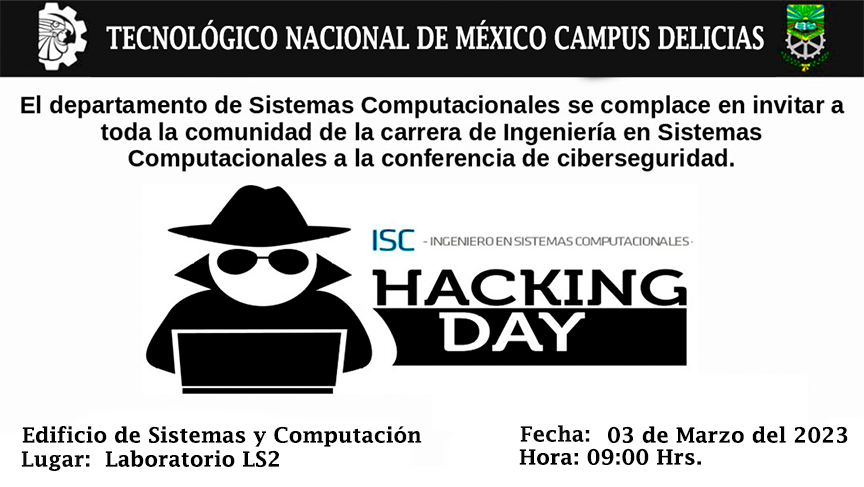 TECNOLÓGICO NACIONAL DE MÉXICO CAMPUS DELICIAS
El departamento de Sistemas Computacionales se complace en invitar a
toda la comunidad de la carrera de Ingeniería en Sistemas
Computacionales a la conferencia de ciberseguridad.
ISC - INGENIERO EN SISTEMAS COMPUTACIONALES -
HACKING
DAY
Edificio de Sistemas y Computación
Lugar: Laboratorio LS2
Fecha: 03 de Marzo del 2023
Hora: 09:00 Hrs.